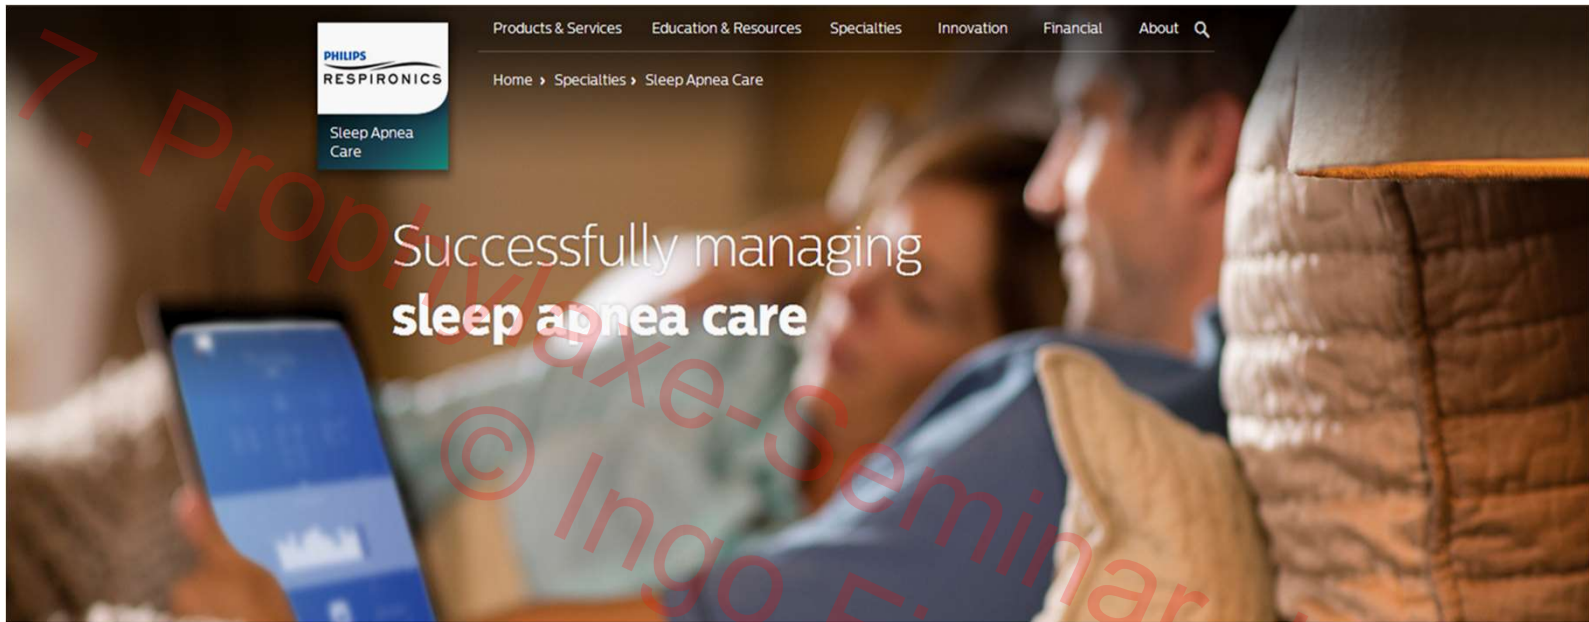 Products & Services Education & Resources Specialties Innovation Financial About
PHILIPS
RESPIRONICS
Home › Specialties › Sleep Apnea Care
Sleep Apnea
Care
Successfully managing
sleep apnea care
7. Prophylaxe-Seminar
© Ingo